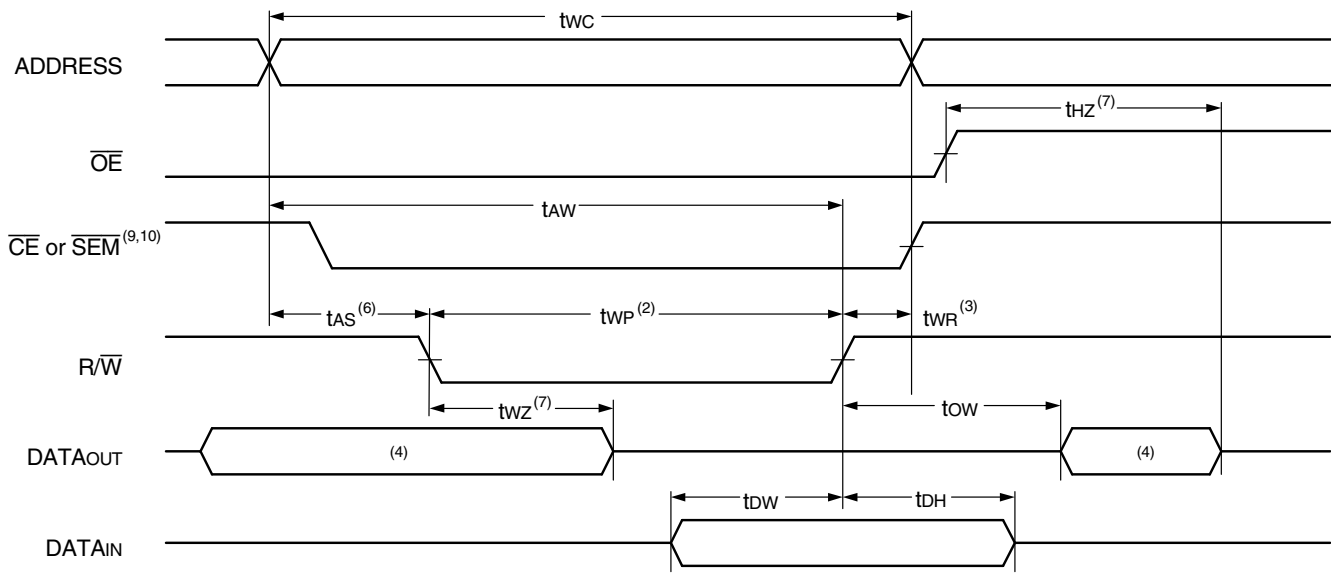 tWC
ADDRESS
tHZ(7)
OE
tAW
CE or SEM(9,10)
tAS(6)
tWP(2)
tWR(3)
R/W
tWZ(7)
tOW
DATAOUT
(4)
(4)
tDW
tDH
DATAIN